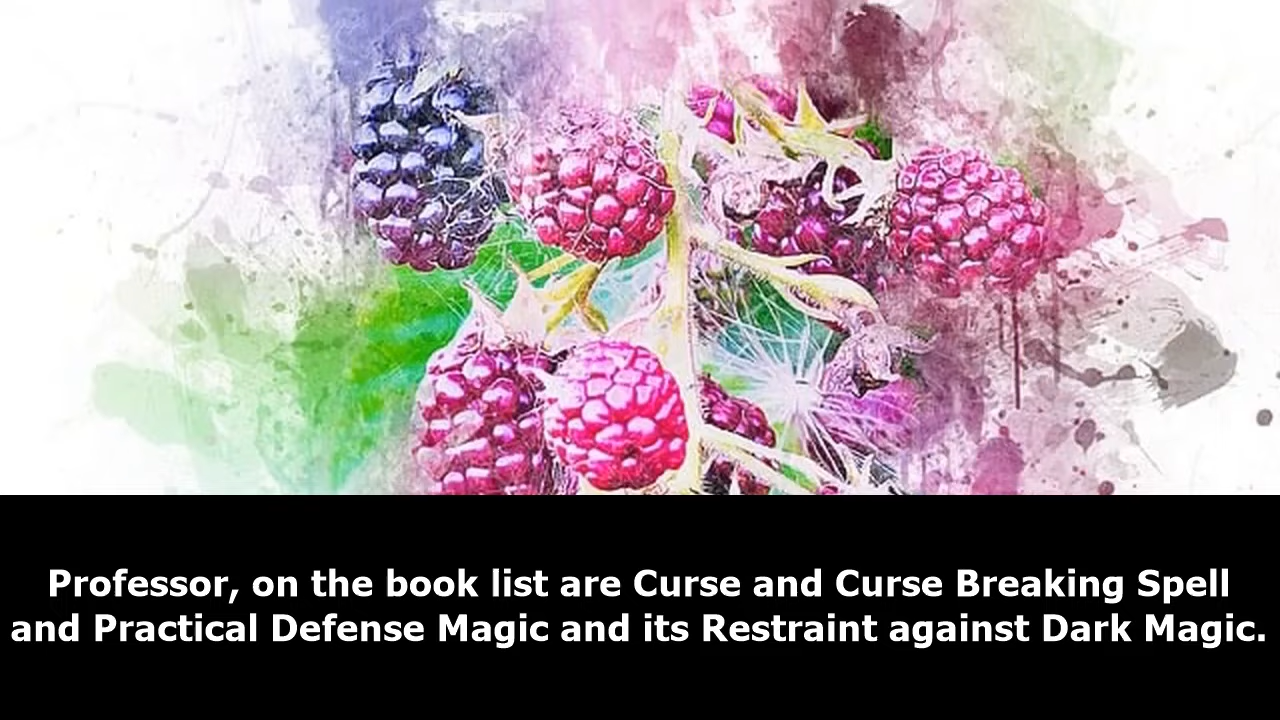 Professor, on the book list are Curse and Curse Breaking Spell
and Practical Defense Magic and its Restraint against Dark Magic.